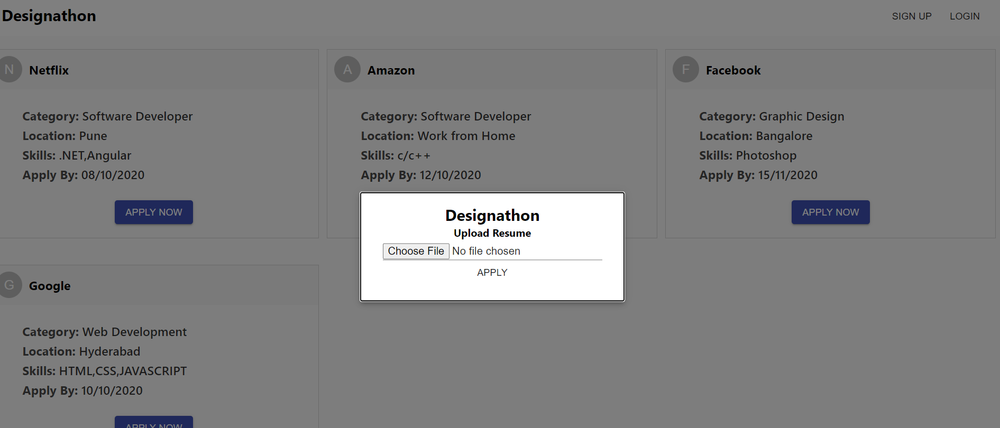 Designathon
SIGN UP
LOGIN
N
Netflix
Category: Software Developer
Location: Pune
Skills: .NET,Angular
Apply By: 08/10/2020
APPLY NOW
A
Amazon
Category: Software Developer
Location: Work from Home
Skills: c/c++
Apply By: 12/10/2020
F
Facebook
Category: Graphic Design
Location: Bangalore
Skills: Photoshop
Apply By: 15/11/2020
APPLY NOW
Designathon
Upload Resume
Choose File No file chosen
APPLY
G
Google
Category: Web Development
Location: Hyderabad
Skills: HTML,CSS,JAVASCRIPT
Apply By: 10/10/2020
APPLY NOW